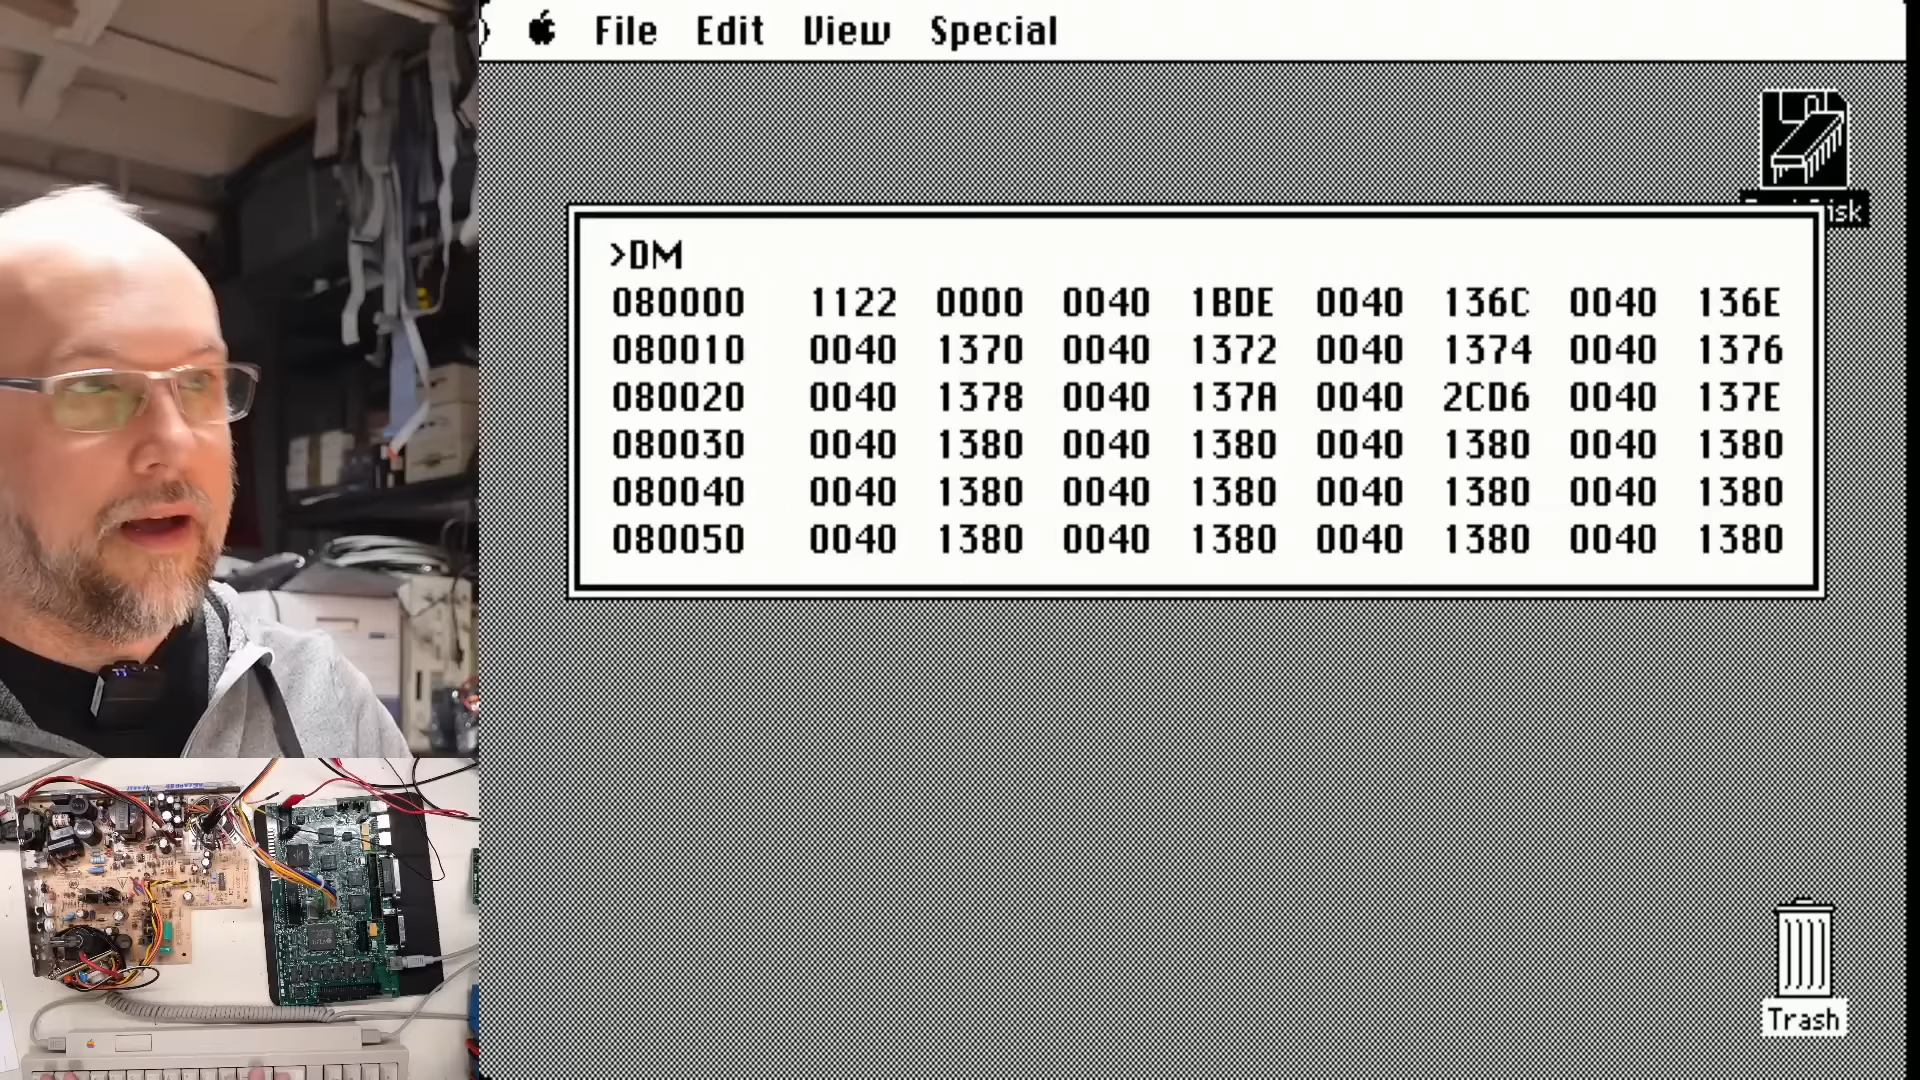 File Edit View Special
isk
>DM
080000 1122 0000 0040 1BDE 0040 136C 0040 136E
080010 0040 1370 0040 1372 0040 1374 0040 1376
080020 0040 1378 0040 137A 0040 2CD6 0040 137E
080030 0040 1380 0040 1380 0040 1380 0040 1380
080040 0040 1380 0040 1380 0040 1380 0040 1380
080050 0040 1380 0040 1380 0040 1380 0040 1380
Trash